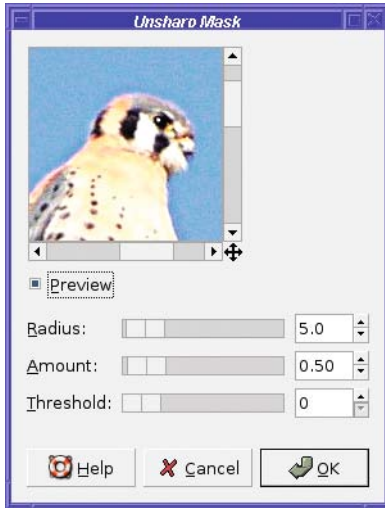 Unsharp Mask
Preview
Radius: 5.0
Amount: 0.50
Threshold: 0
Help Cancel OK